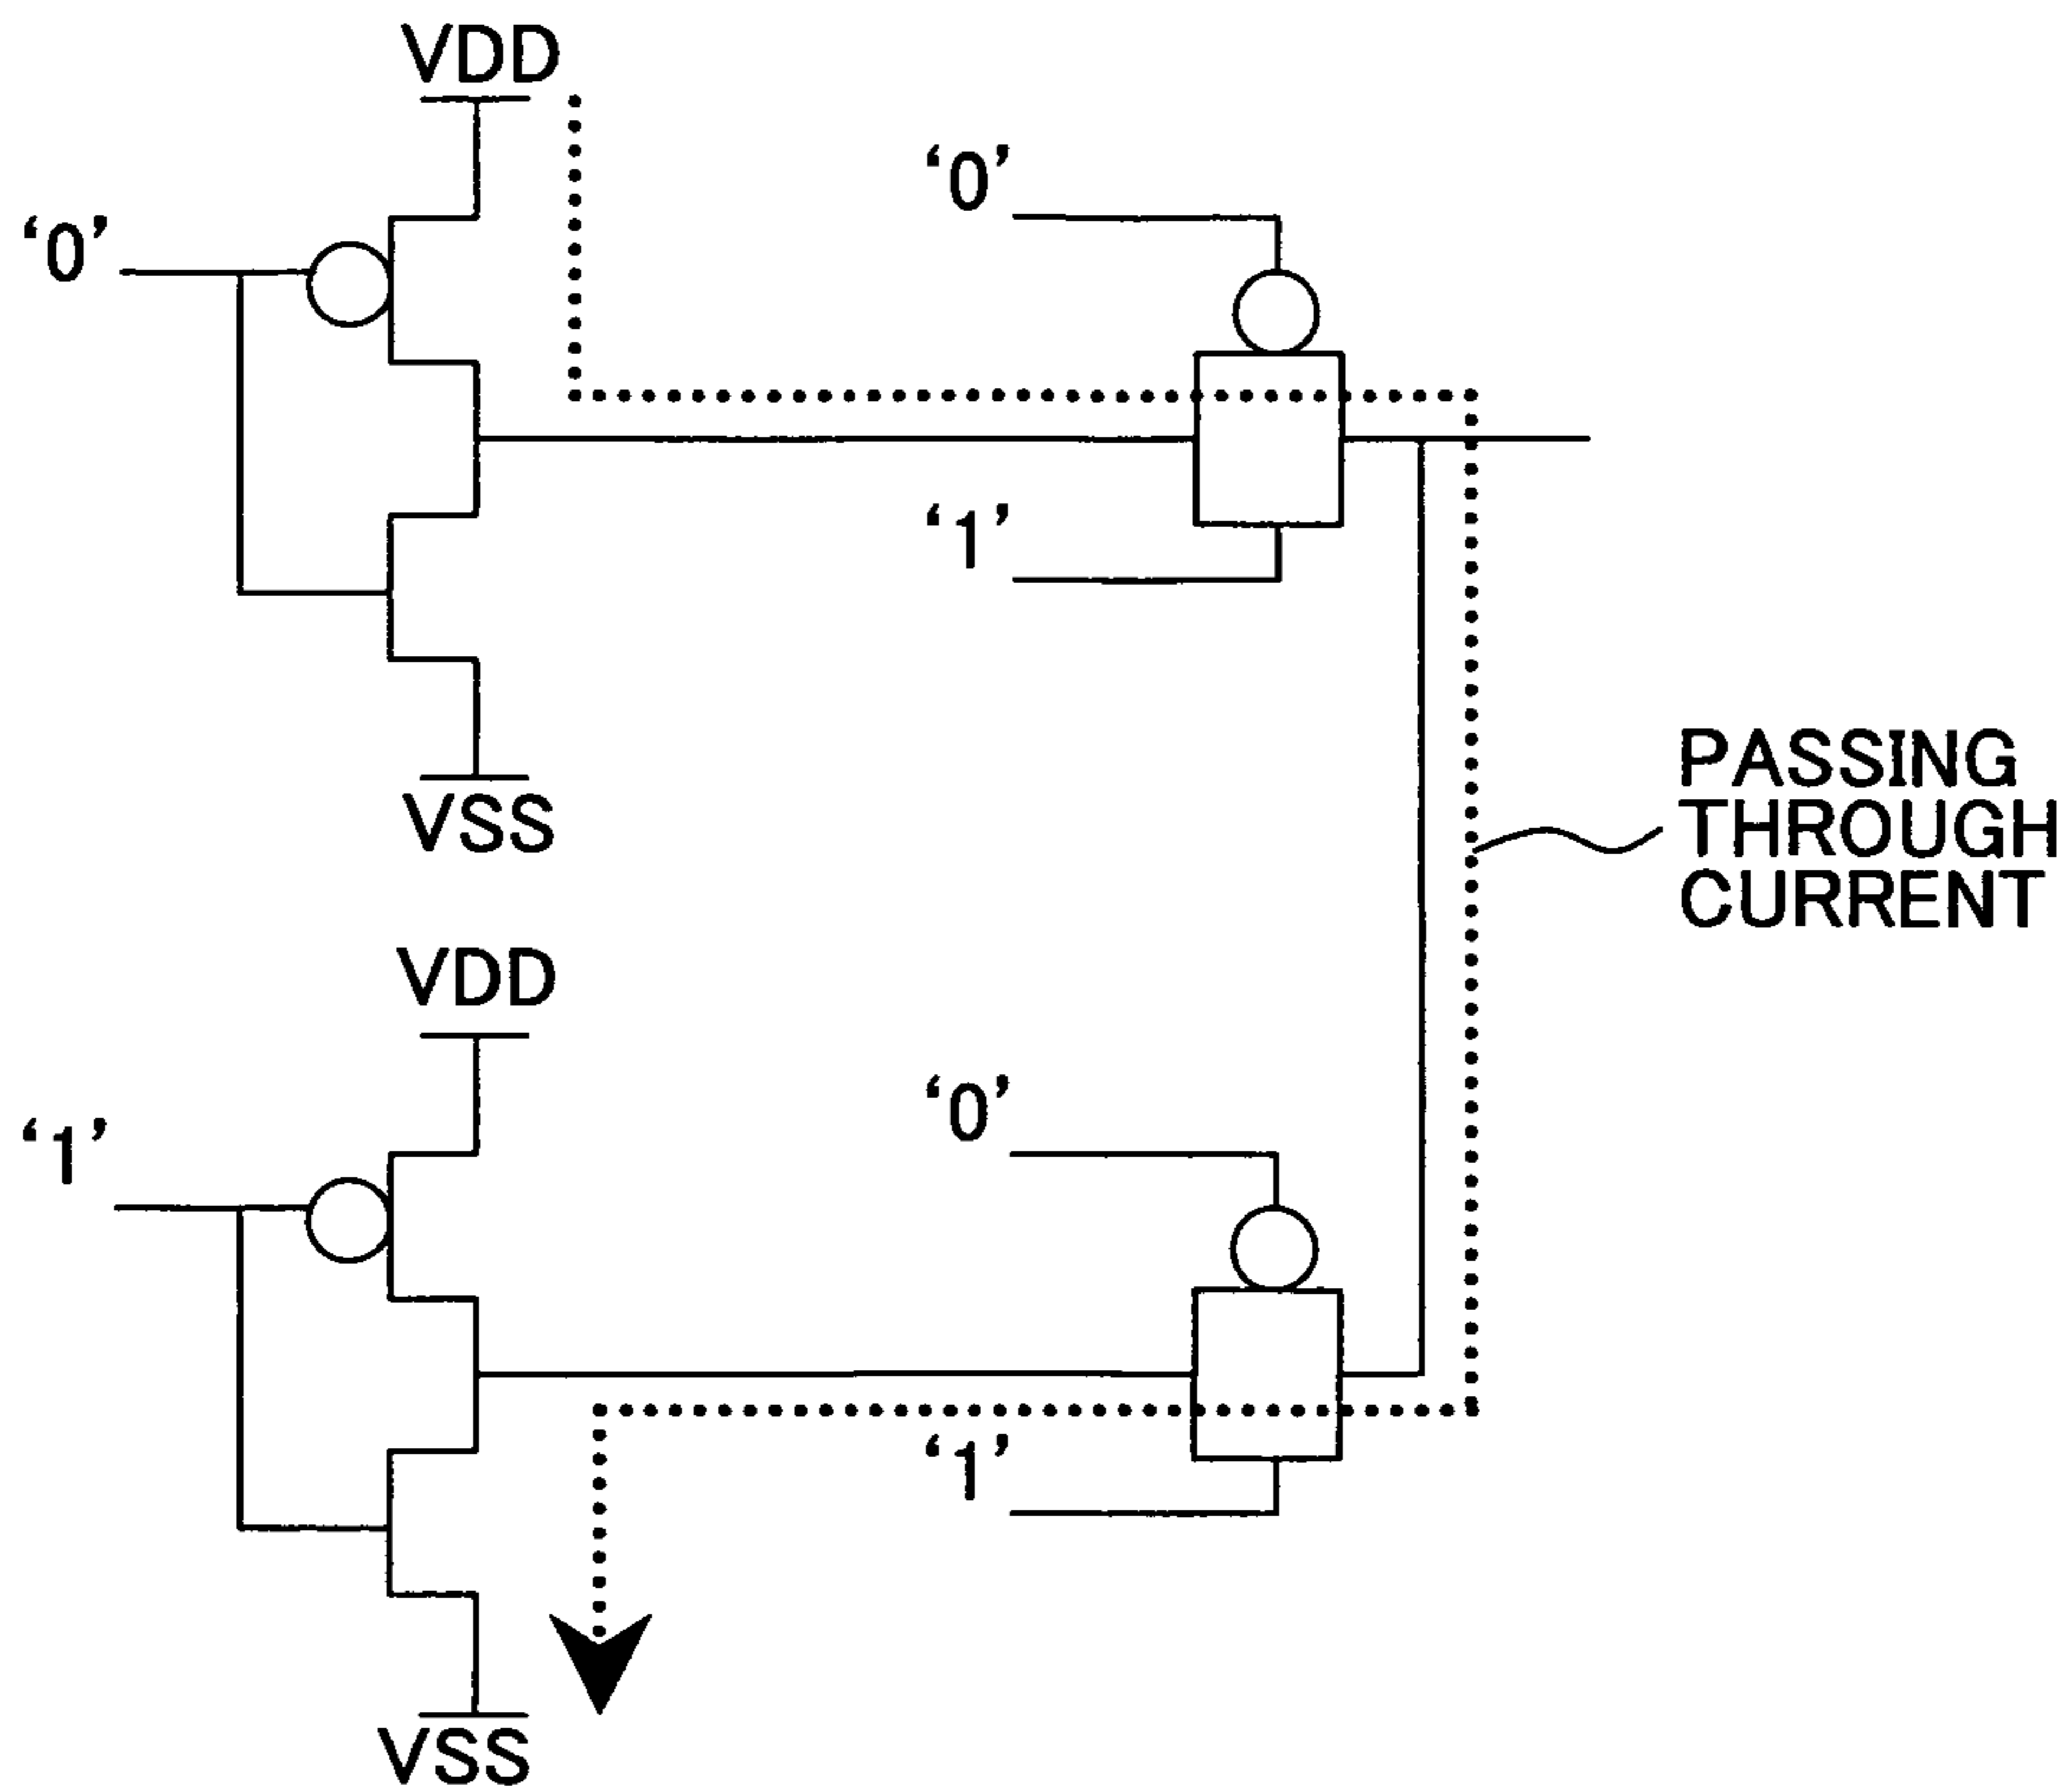 VDD
‘0’
‘0’
‘1’
VSS
PASSING
THROUGH
CURRENT
VDD
‘0’
‘1’
‘1’
VSS